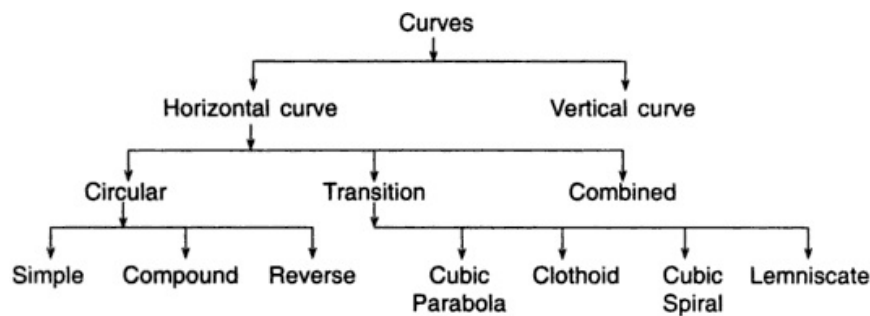 Curves
Horizontal curve Vertical curve
Circular Transition Combined
Simple Compound Reverse Cubic Parabola Clothoid Cubic Spiral Lemniscate